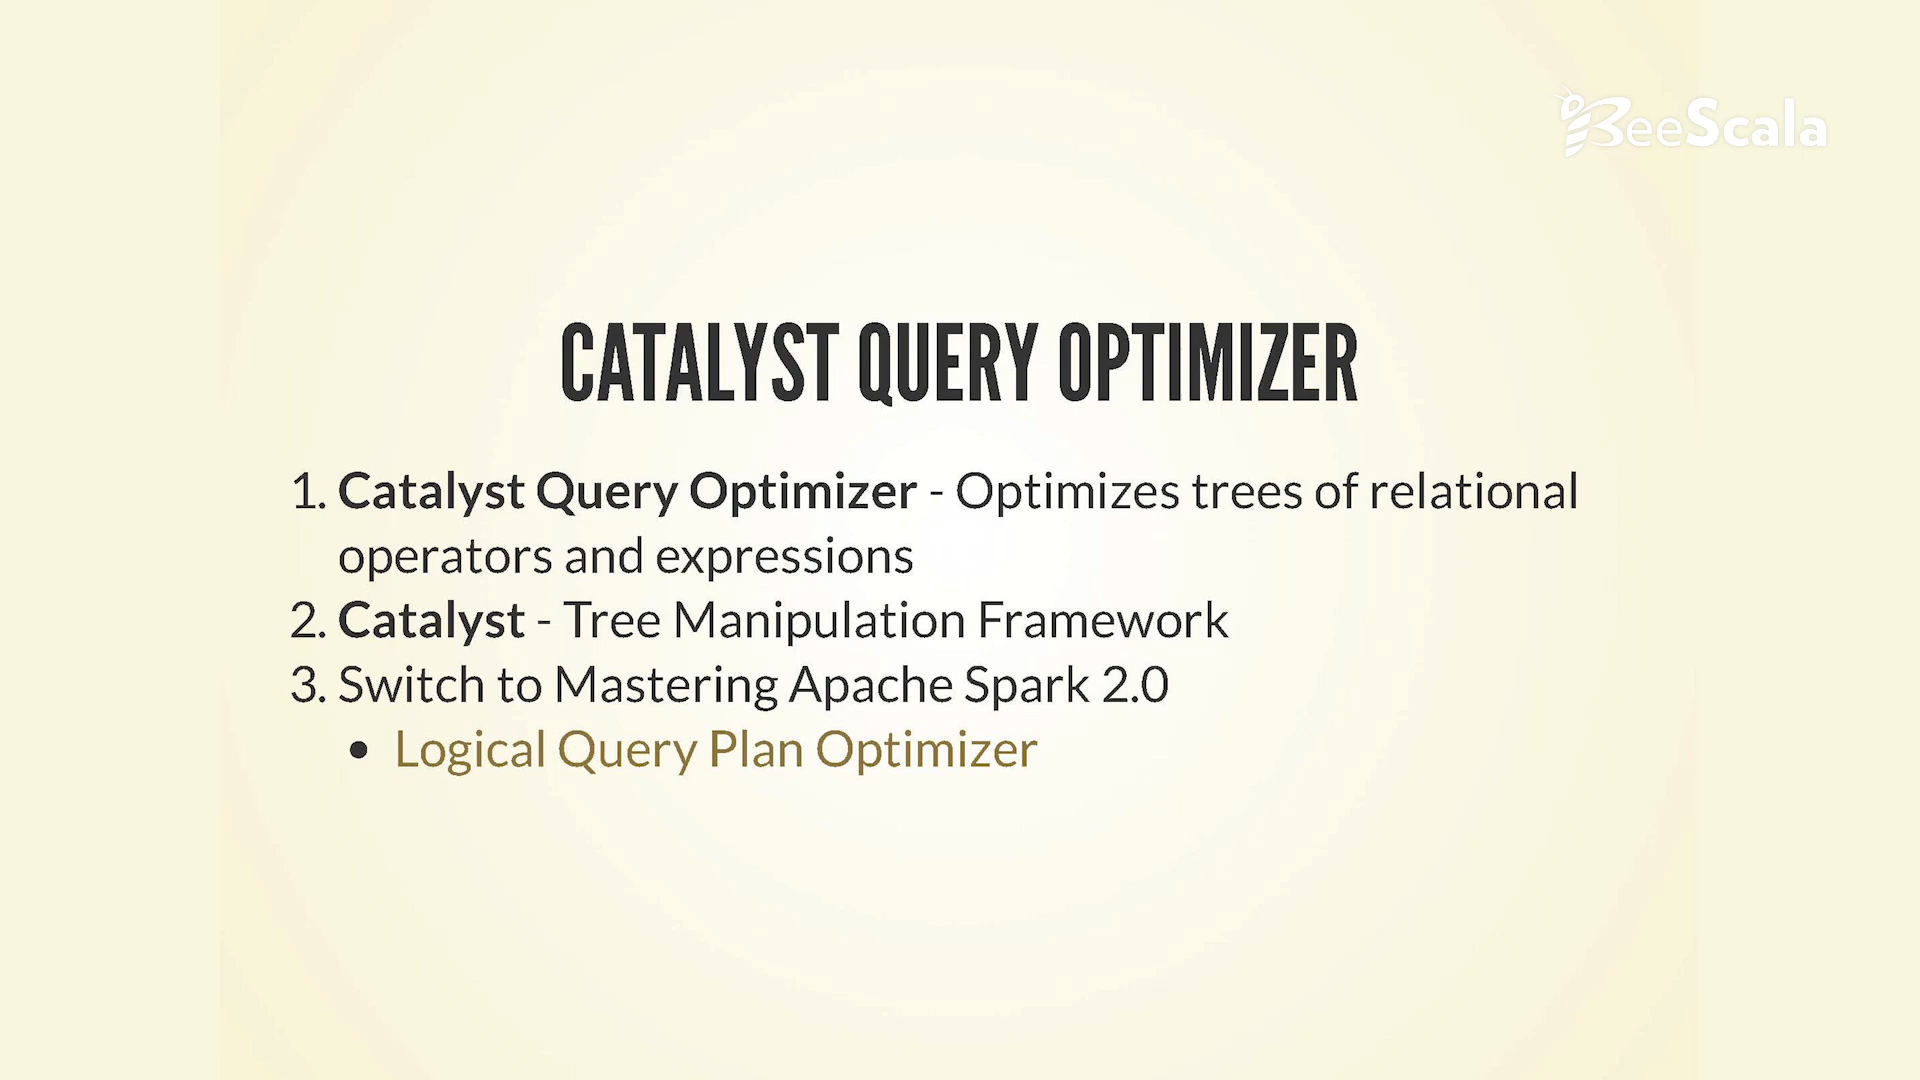 BeeScala
CATALYST QUERY OPTIMIZER
1. Catalyst Query Optimizer - Optimizes trees of relational
operators and expressions
2. Catalyst - Tree Manipulation Framework
3. Switch to Mastering Apache Spark 2.0
• Logical Query Plan Optimizer